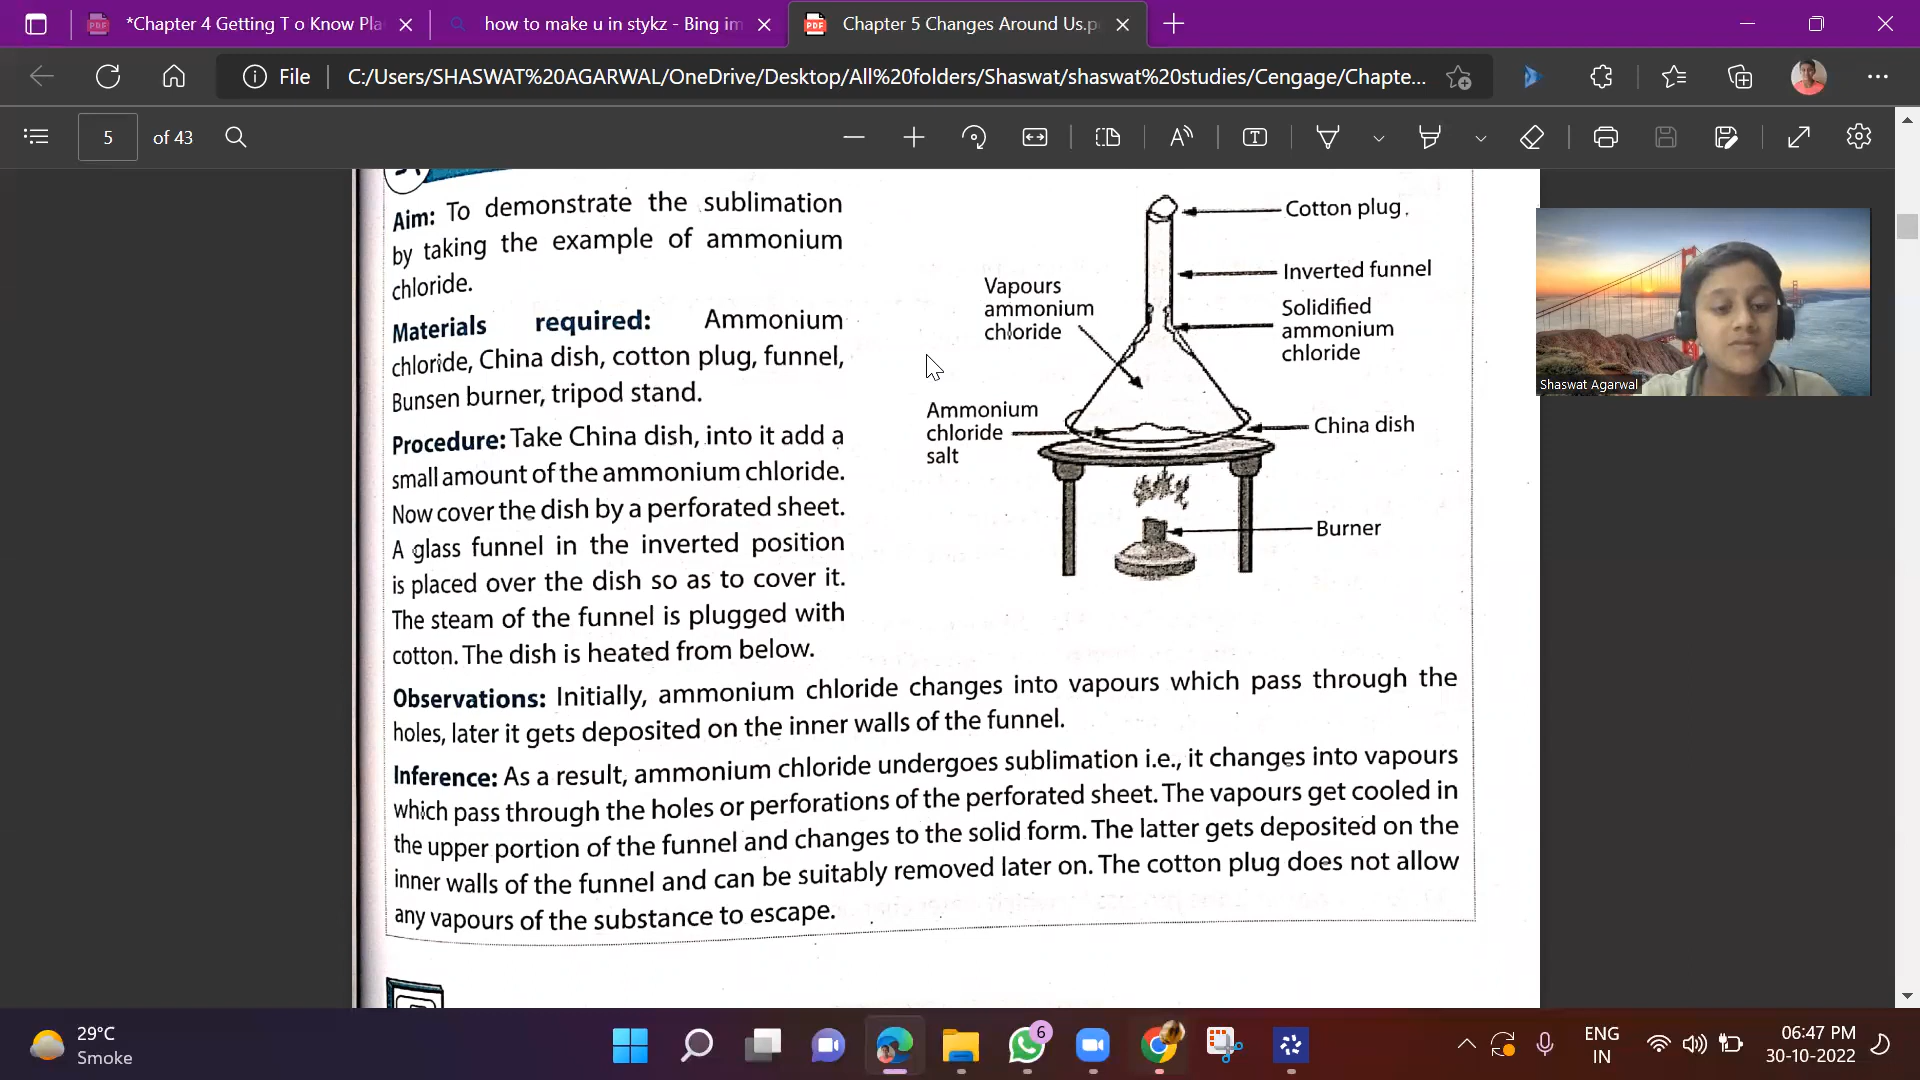 *Chapter 4 Getting T o Know Pla
how to make u in stykz - Bing im
Chapter 5 Changes Around Us.p
File
C:/Users/SHASWAT%20AGARWAL/OneDrive/Desktop/All%20folders/Shaswat/shaswat%20studies/Cengage/Chapte...
5 of 43
Aim: To demonstrate the sublimation
by taking the example of ammonium
chloride.
Materials required: Ammonium
chloride, China dish, cotton plug, funnel,
Bunsen burner, tripod stand.
Procedure: Take China dish, into it add a
small amount of the ammonium chloride.
Now cover the dish by a perforated sheet.
A glass funnel in the inverted position
is placed over the dish so as to cover it.
The steam of the funnel is plugged with
cotton. The dish is heated from below.
Cotton plug
Inverted funnel
Vapours
ammonium
chloride
Solidified
ammonium
chloride
Ammonium
chloride
salt
China dish
Burner
Observations: Initially, ammonium chloride changes into vapours which pass through the
holes, later it gets deposited on the inner walls of the funnel.
Inference: As a result, ammonium chloride undergoes sublimation i.e., it changes into vapours
which pass through the holes or perforations of the perforated sheet. The vapours get cooled in
the upper portion of the funnel and changes to the solid form. The latter gets deposited on the
inner walls of the funnel and can be suitably removed later on. The cotton plug does not allow
any vapours of the substance to escape.
Shaswat Agarwal
29°C
Smoke
6
ENG
IN
06:47 PM
30-10-2022